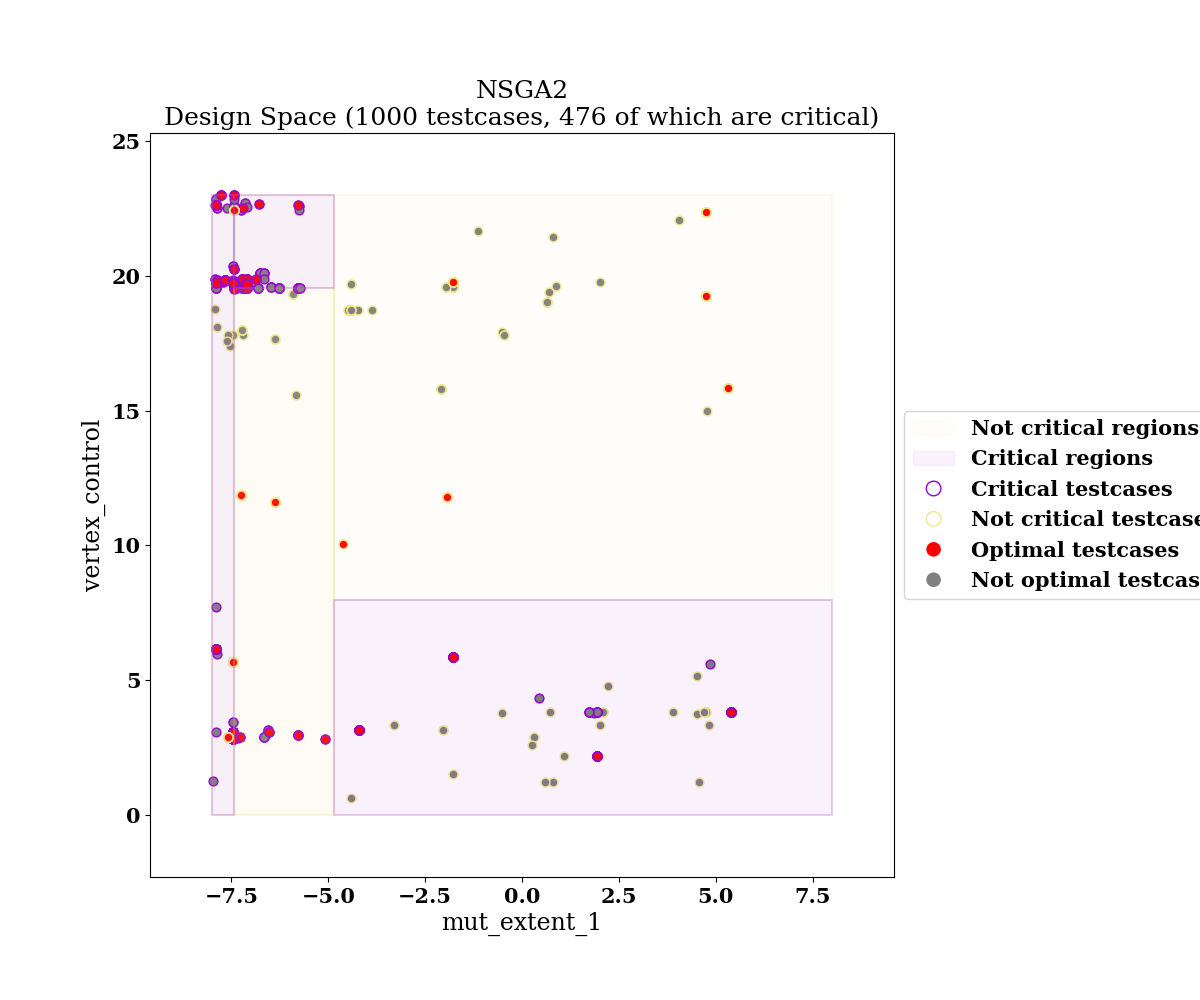 NSGA2
Design Space (1000 testcases, 476 of which are critical)
25
20
15
10
5
0
vertex_control
−7.5
−5.0
−2.5
0.0
2.5
5.0
7.5
mut_extent_1
Not critical regions
Critical regions
Critical testcases
Not critical testcase
Optimal testcases
Not optimal testcas